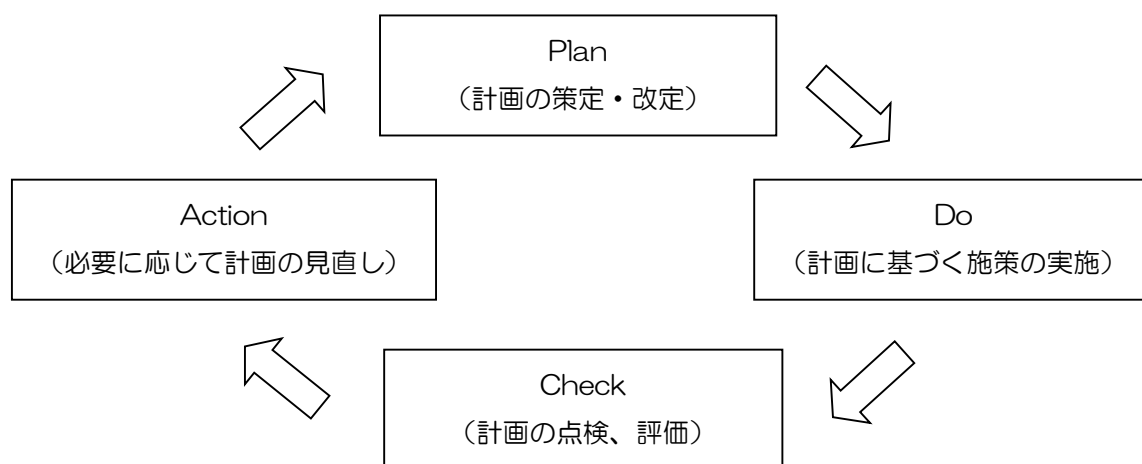 Plan
（計画の策定・改定）
Action
（必要に応じて計画の見直し）
Do
（計画に基づく施策の実施）
Check
（計画の点検、評価）